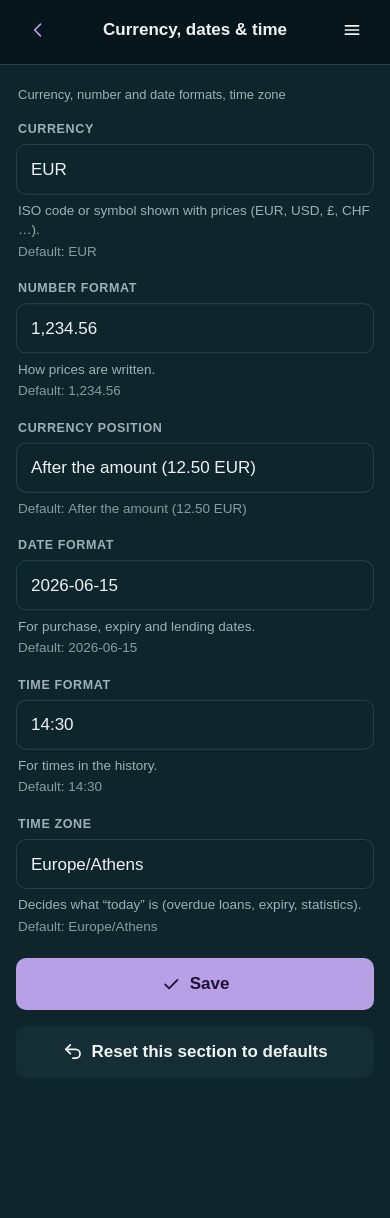 Currency, dates & time
Currency, number and date formats, time zone
CURRENCY
EUR
ISO code or symbol shown with prices (EUR, USD, £, CHF
…).
Default: EUR
NUMBER FORMAT
1,234.56
How prices are written.
Default: 1,234.56
CURRENCY POSITION
After the amount (12.50 EUR)
Default: After the amount (12.50 EUR)
DATE FORMAT
2026-06-15
For purchase, expiry and lending dates.
Default: 2026-06-15
TIME FORMAT
14:30
For times in the history.
Default: 14:30
TIME ZONE
Europe/Athens
Decides what “today” is (overdue loans, expiry, statistics).
Default: Europe/Athens
Save
Reset this section to defaults